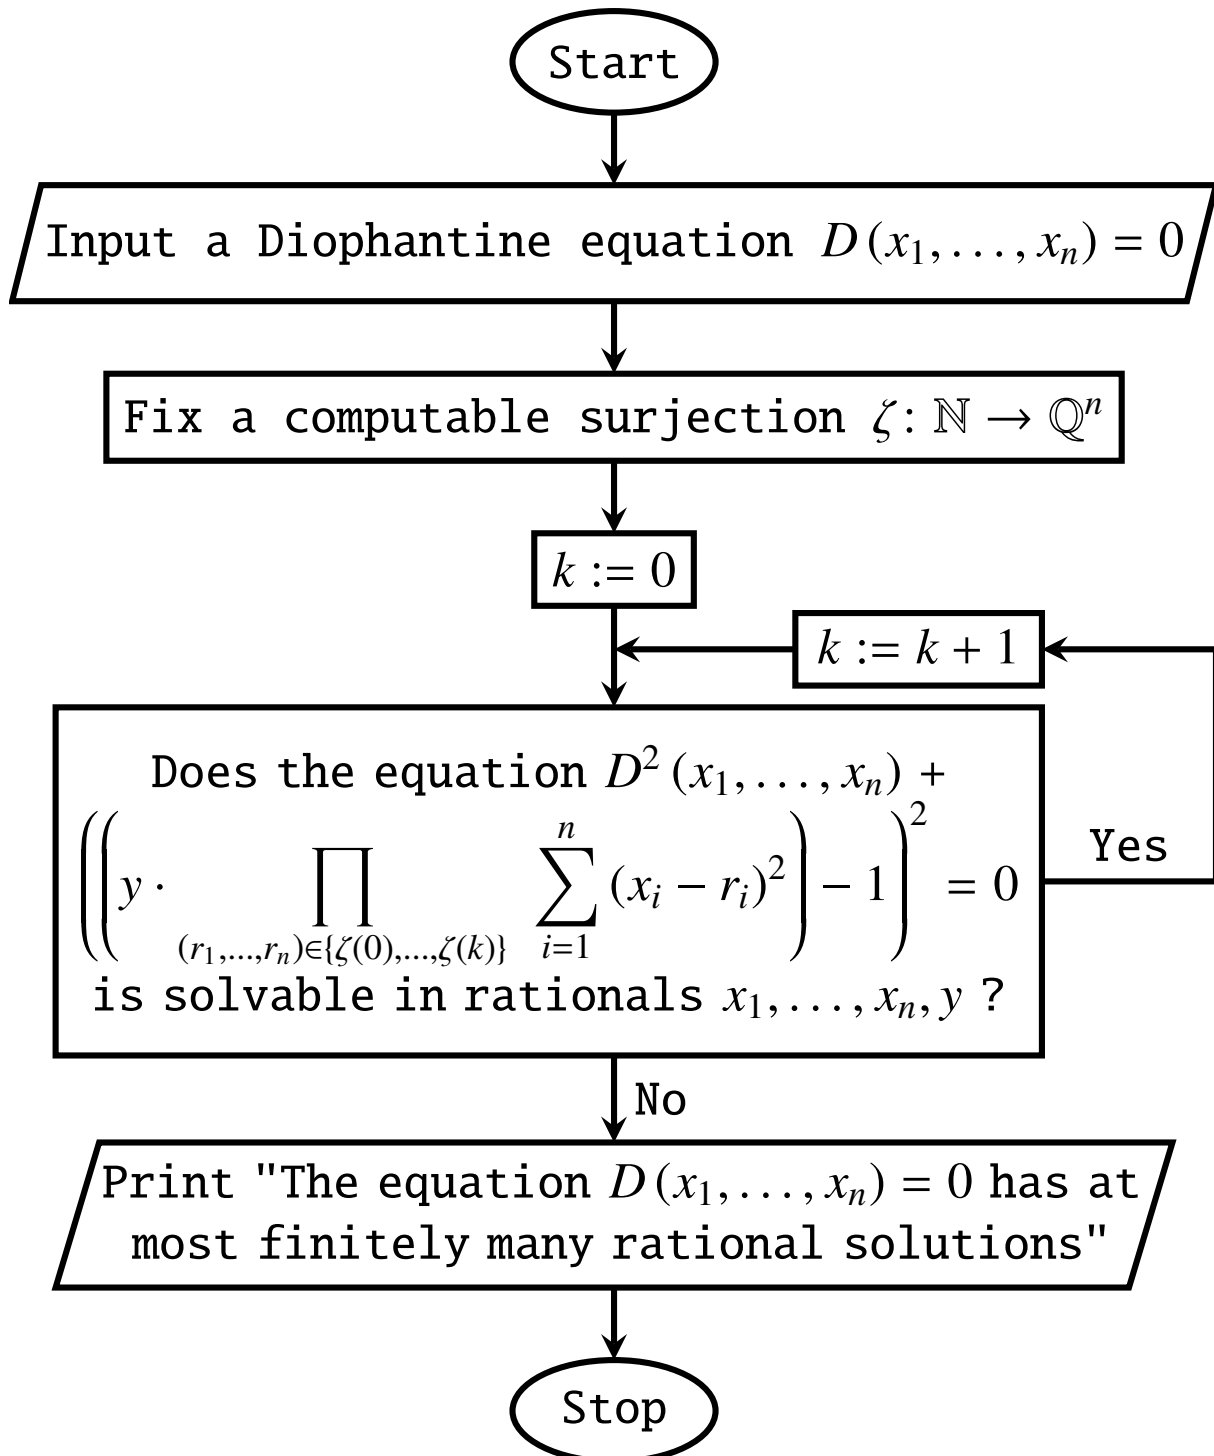 Start
Input a Diophantine equation D(x₁, ..., xₙ) = 0
Fix a computable surjection ζ: ℕ → ℚⁿ
k := 0
k := k + 1
Does the equation D² (x₁, ..., xₙ) +
((y · ∏_{(r₁,...,rₙ)∈{ζ(0),...,ζ(k)}} ∑_{i=1}^{n} (xᵢ − rᵢ)²) − 1)² = 0
is solvable in rationals x₁, ..., xₙ, y ?
Yes
No
Print "The equation D(x₁, ..., xₙ) = 0 has at
most finitely many rational solutions"
Stop